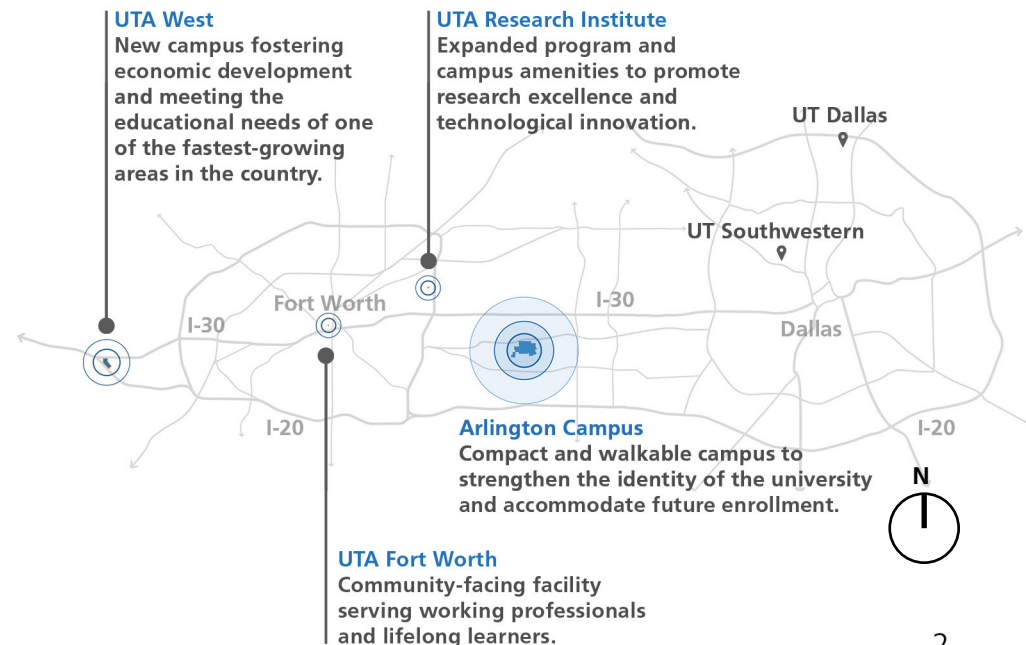 UTA West
New campus fostering
economic development
and meeting the
educational needs of one
of the fastest-growing
areas in the country.
UTA Research Institute
Expanded program and
campus amenities to promote
research excellence and
technological innovation.
UT Dallas
UT Southwestern
Fort Worth
I-30
I-30
Dallas
I-20
Arlington Campus
Compact and walkable campus to
strengthen the identity of the university
and accommodate future enrollment.
I-20
N
UTA Fort Worth
Community-facing facility
serving working professionals
and lifelong learners.
2